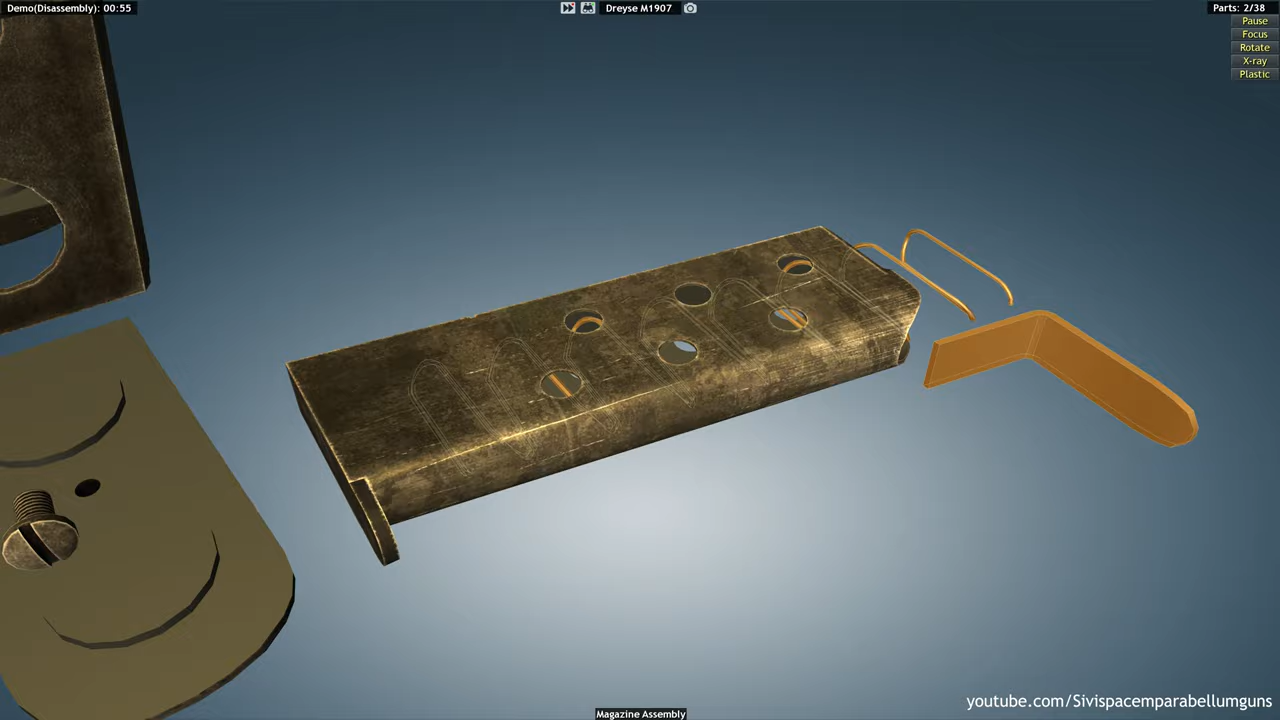 Demo(Disassembly): 00:55
Dreyse M1907
Parts: 2/38
Pause
Focus
Rotate
X-ray
Plastic
youtube.com/Sivispacemparabellumguns
Magazine Assembly